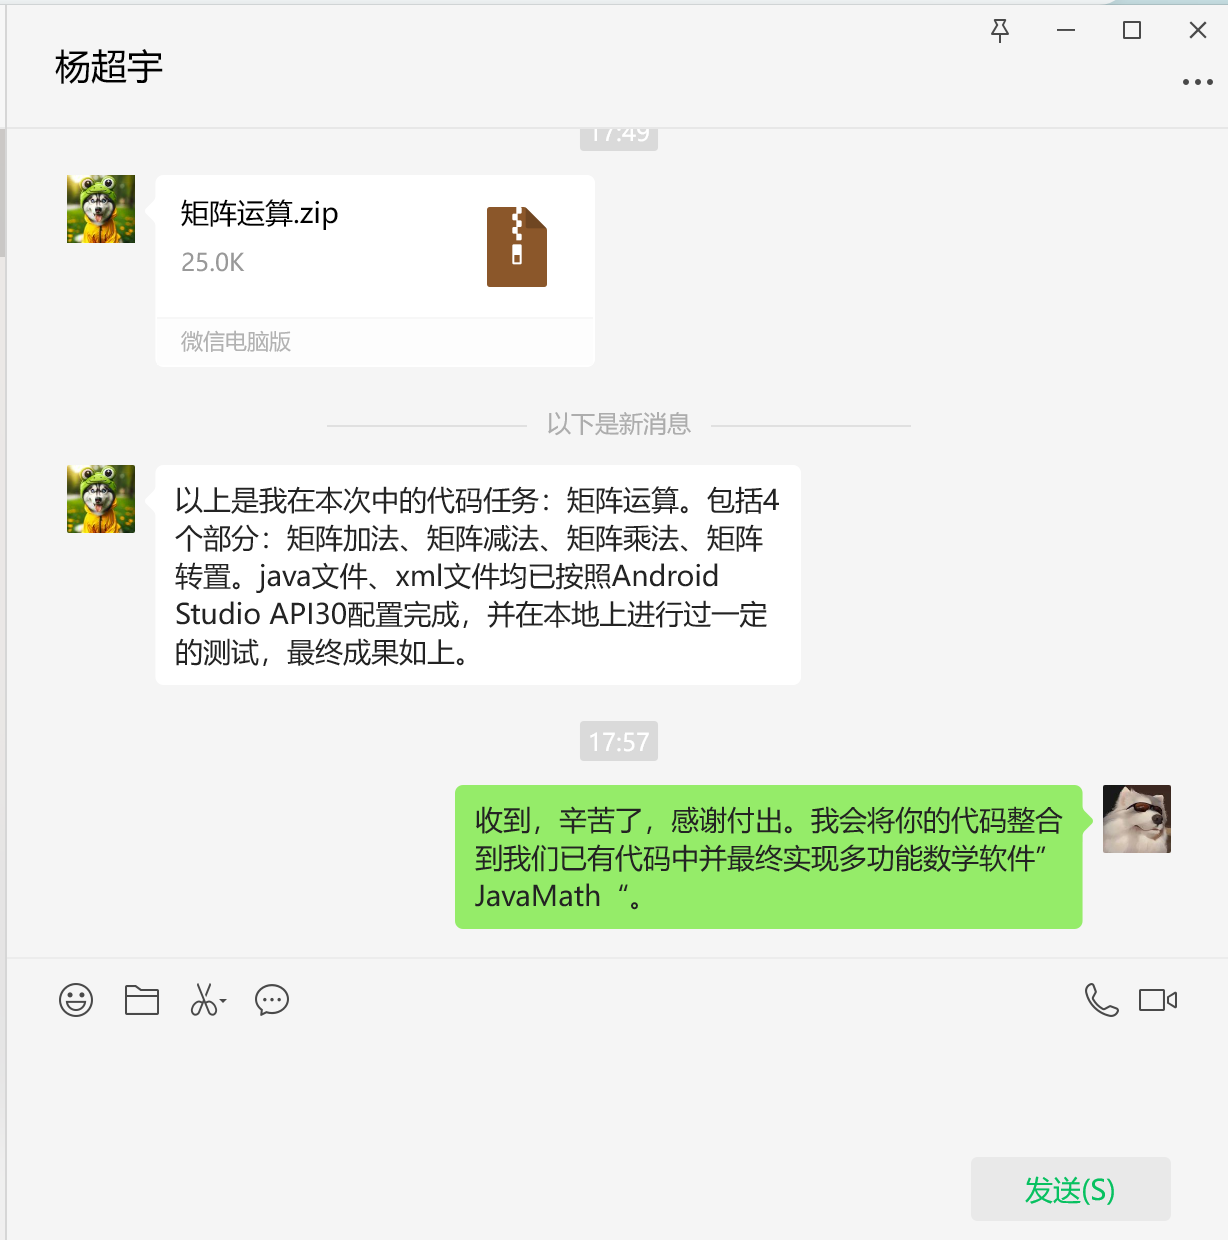 杨超宇
17:49
矩阵运算.zip
25.0K
微信电脑版
以下是新消息
以上是我在本次中的代码任务：矩阵运算。包括4
个部分：矩阵加法、矩阵减法、矩阵乘法、矩阵
转置。java文件、xml文件均已按照Android
Studio API30配置完成，并在本地上进行过一定
的测试，最终成果如上。
17:57
收到，辛苦了，感谢付出。我会将你的代码整合
到我们已有代码中并最终实现多功能数学软件”
JavaMath“。
发送(S)